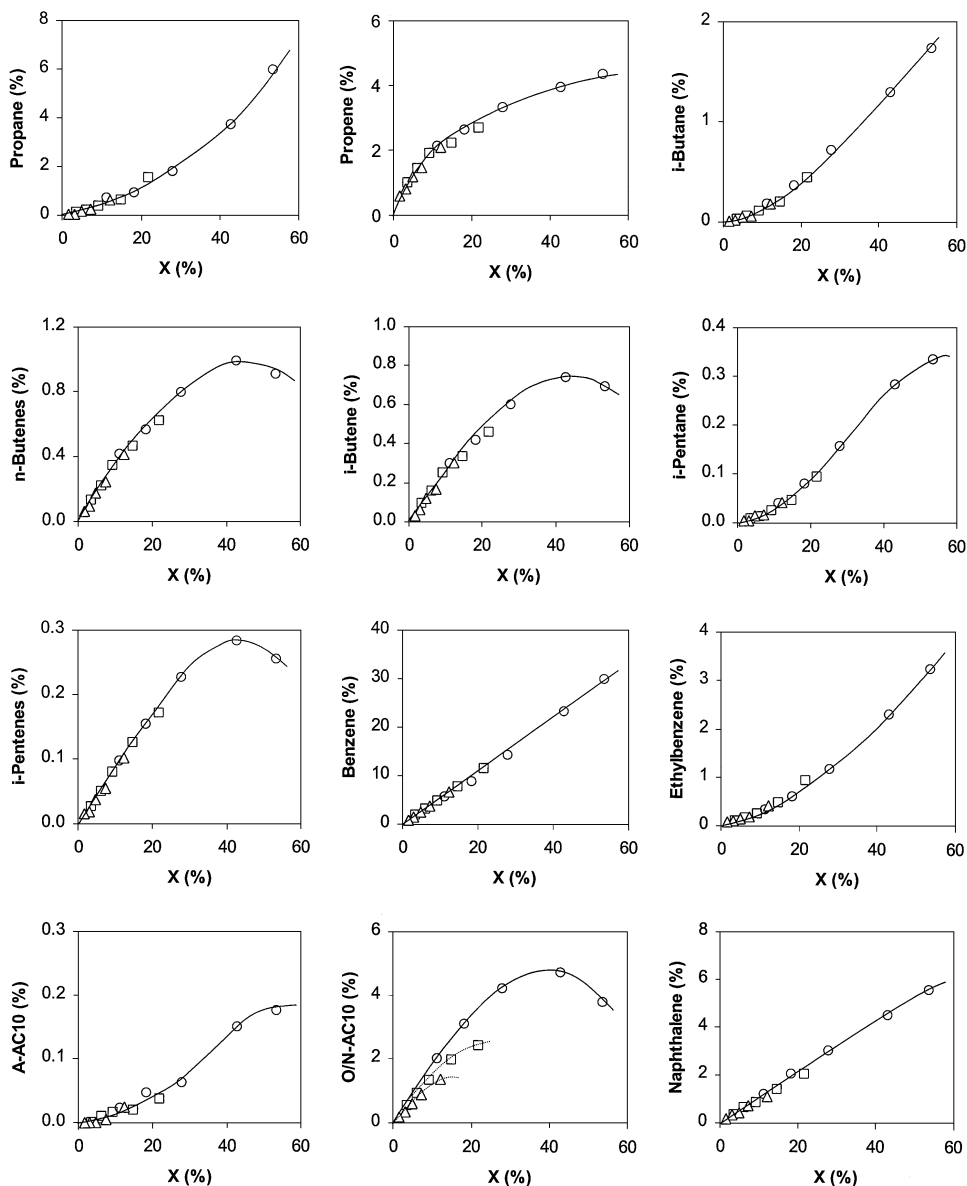 Propane (%)
8
6
4
2
0
0 20 40 60
X (%)
Propene (%)
6
4
2
0
0 20 40 60
X (%)
i-Butane (%)
2
1
0
0 20 40 60
X (%)
n-Butenes (%)
1.2
0.8
0.4
0.0
0 20 40 60
X (%)
i-Butene (%)
1.0
0.8
0.6
0.4
0.2
0.0
0 20 40 60
X (%)
i-Pentane (%)
0.4
0.3
0.2
0.1
0.0
0 20 40 60
X (%)
i-Pentenes (%)
0.3
0.2
0.1
0.0
0 20 40 60
X (%)
Benzene (%)
40
30
20
10
0
0 20 40 60
X (%)
Ethylbenzene (%)
4
3
2
1
0
0 20 40 60
X (%)
A-AC10 (%)
0.3
0.2
0.1
0.0
0 20 40 60
X (%)
O/N-AC10 (%)
6
4
2
0
0 20 40 60
X (%)
Naphthalene (%)
8
6
4
2
0
0 20 40 60
X (%)